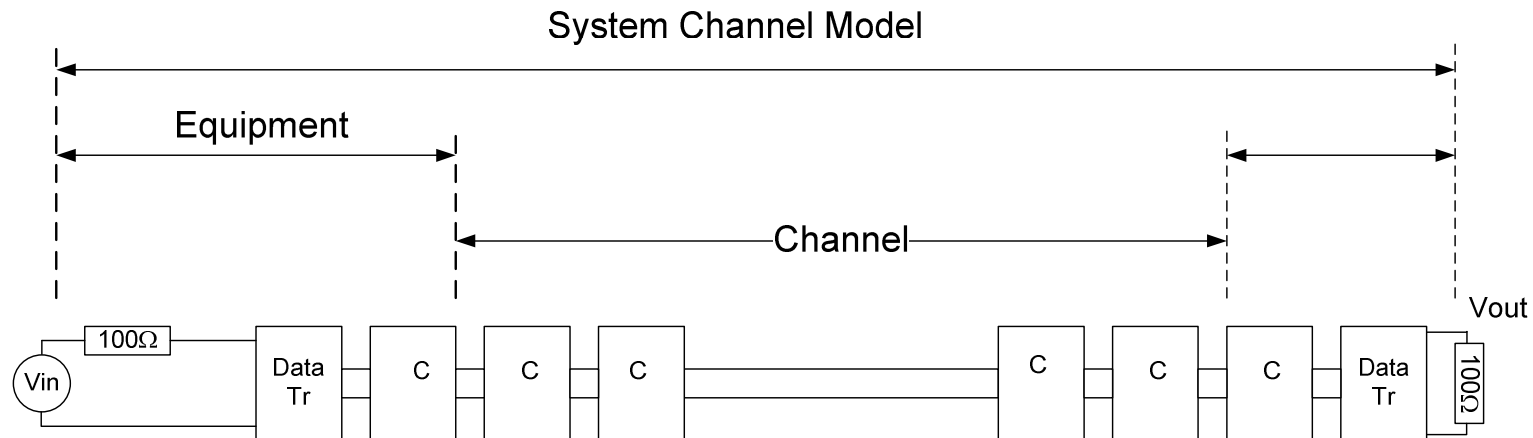 System Channel Model
Equipment
Channel
Vout
100Ω
Vin
Data
Tr
C
C
C
C
C
C
Data
Tr
100Ω